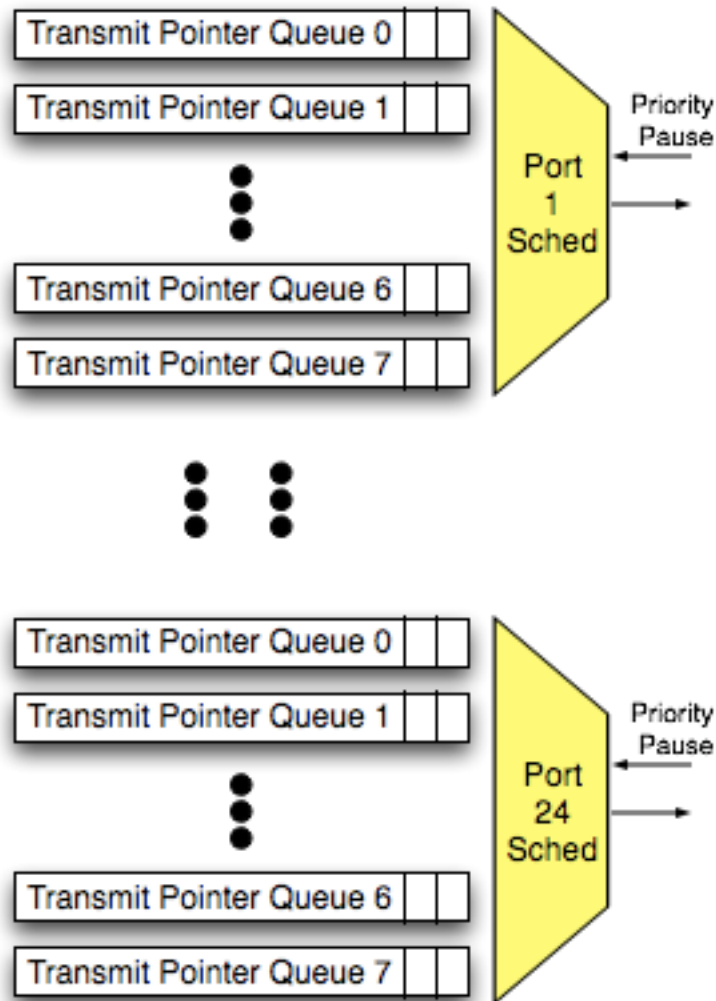 Transmit Pointer Queue 0
Transmit Pointer Queue 1
Transmit Pointer Queue 6
Transmit Pointer Queue 7
Port
1
Sched
Priority
Pause
Transmit Pointer Queue 0
Transmit Pointer Queue 1
Transmit Pointer Queue 6
Transmit Pointer Queue 7
Port
24
Sched
Priority
Pause